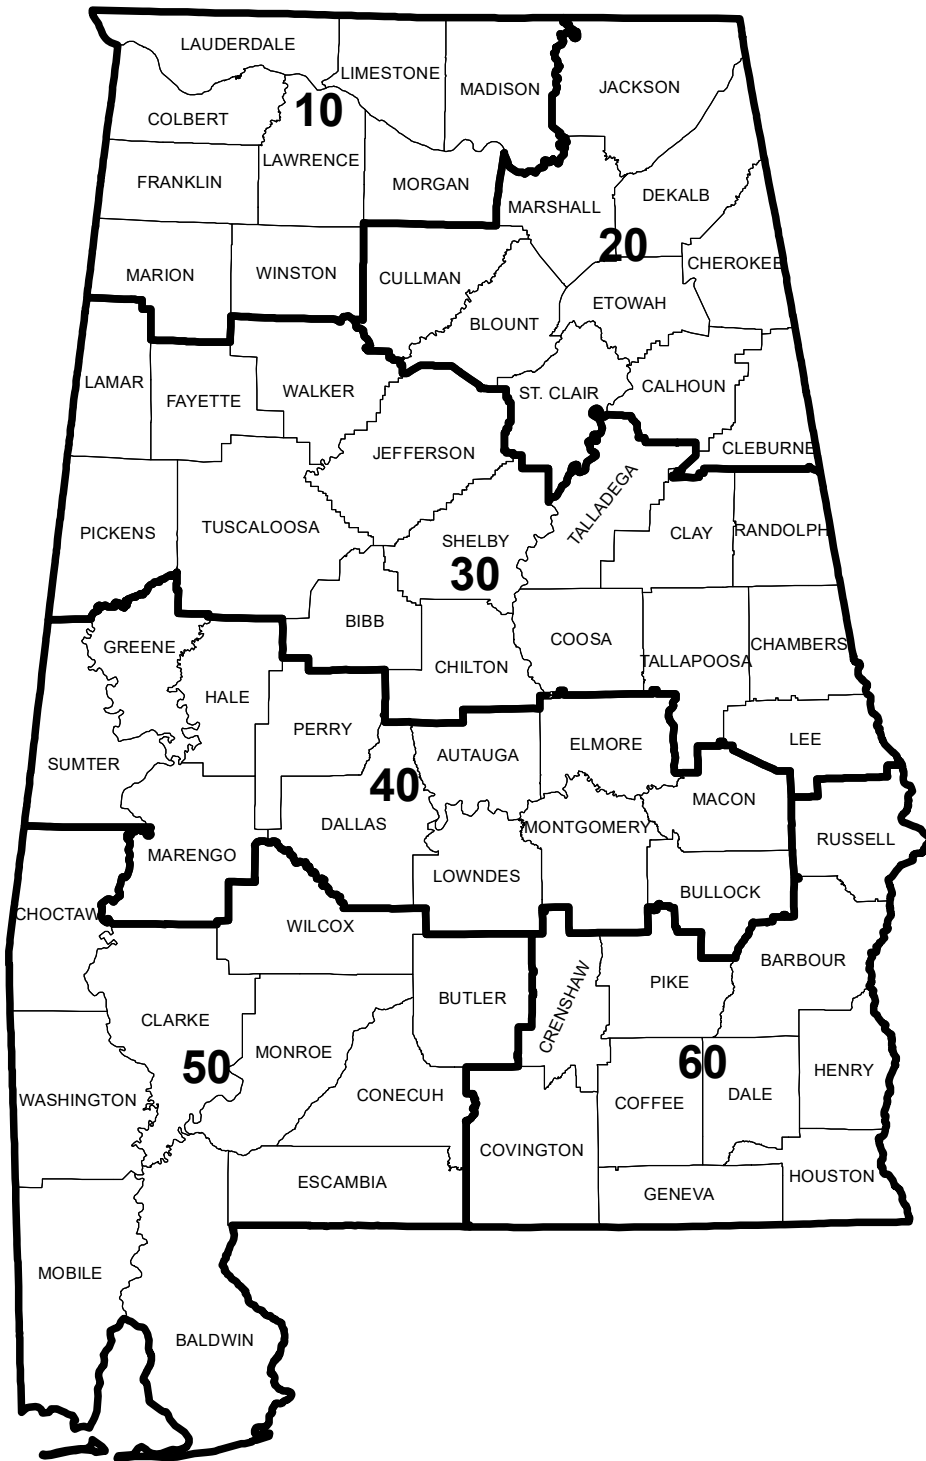 LAUDERDALE
LIMESTONE
MADISON
JACKSON
10
COLBERT
LAWRENCE
FRANKLIN
MORGAN
DEKALB
MARSHALL
20
CHEROKEE
MARION
WINSTON
CULLMAN
ETOWAH
BLOUNT
LAMAR
FAYETTE
WALKER
ST. CLAIR
CALHOUN
JEFFERSON
CLEBURNE
TALLADEGA
PICKENS
TUSCALOOSA
SHELBY
CLAY
RANDOLPH
30
BIBB
GREENE
COOSA
CHAMBERS
CHILTON
TALLAPOOSA
HALE
PERRY
ELMORE
LEE
AUTAUGA
SUMTER
40
MACON
DALLAS
MONTGOMERY
RUSSELL
MARENGO
LOWNDES
BULLOCK
CHOCTAW
WILCOX
BARBOUR
PIKE
BUTLER
CRENSHAW
CLARKE
MONROE
50
60
HENRY
CONECUH
WASHINGTON
COFFEE
DALE
COVINGTON
HOUSTON
ESCAMBIA
GENEVA
MOBILE
BALDWIN